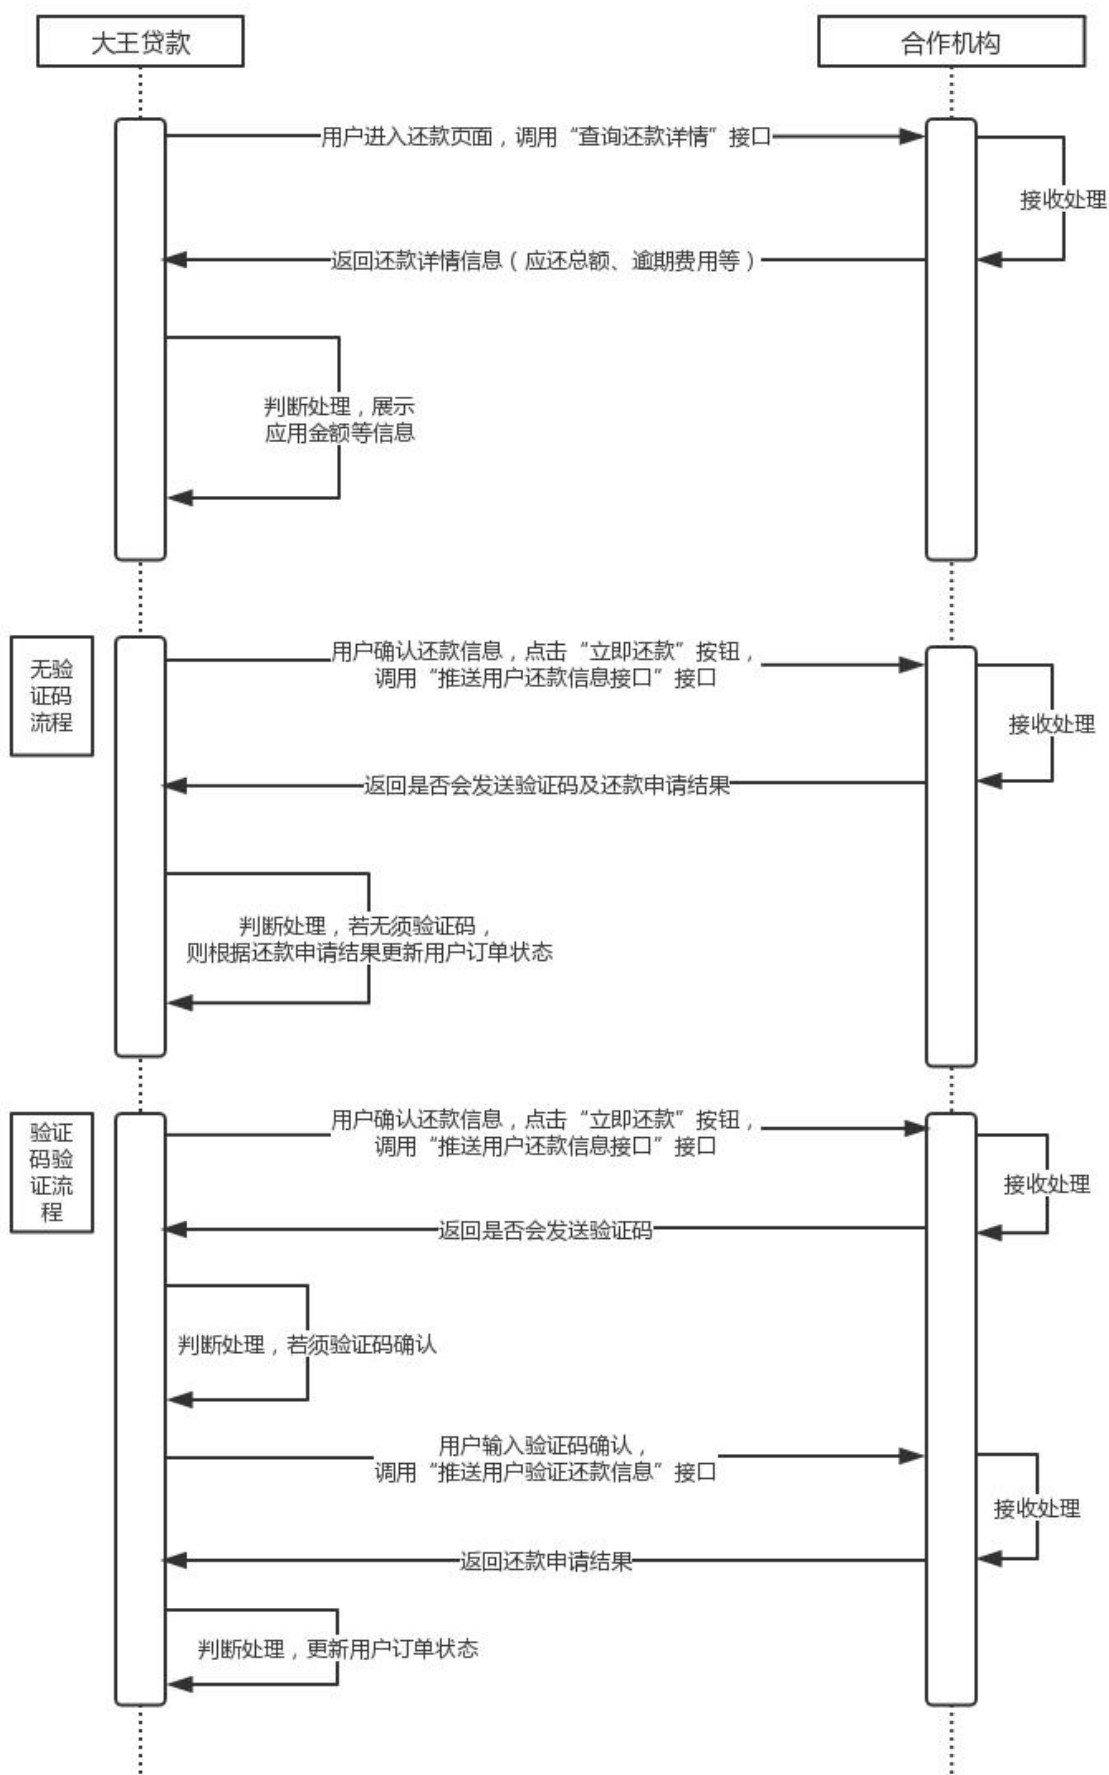 大王贷款
合作机构
用户进入还款页面，调用“查询还款详情”接口
接收处理
返回还款详情信息（应还总额、逾期费用等）
判断处理，展示
应用金额等信息
无验
证码
流程
用户确认还款信息，点击“立即还款”按钮，
调用“推送用户还款信息接口”接口
接收处理
返回是否会发送验证码及还款申请结果
判断处理，若无须验证码，
则根据还款申请结果更新用户订单状态
验证
码验
证流
程
用户确认还款信息，点击“立即还款”按钮，
调用“推送用户还款信息接口”接口
接收处理
返回是否会发送验证码
判断处理，若须验证码确认
用户输入验证码确认，
调用“推送用户验证还款信息”接口
接收处理
返回还款申请结果
判断处理，更新用户订单状态